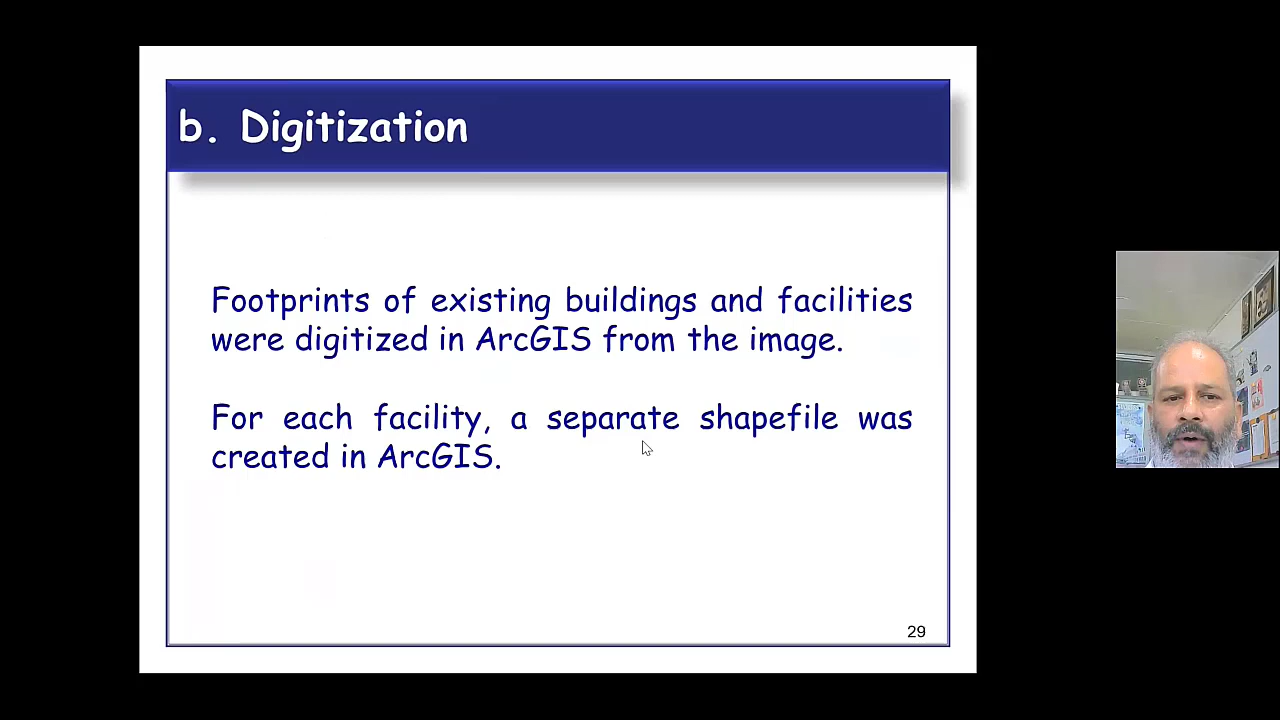 b. Digitization
Footprints of existing buildings and facilities
were digitized in ArcGIS from the image.
For each facility, a separate shapefile was
created in ArcGIS.
29